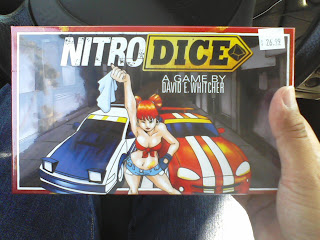 NITRO DICE
A GAME BY
DAVID E. WHITCHER